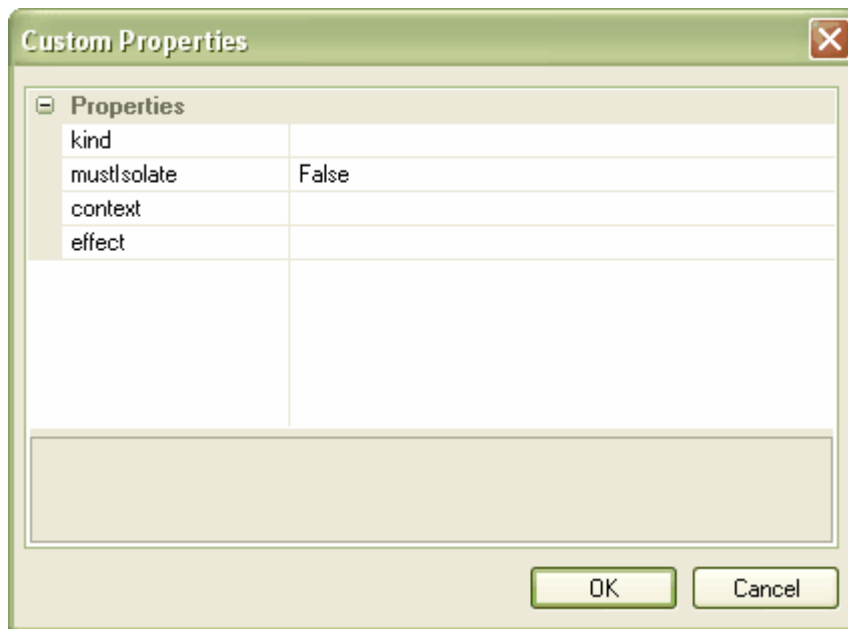 Custom Properties
Properties
kind
mustIsolate False
context
effect
OK Cancel